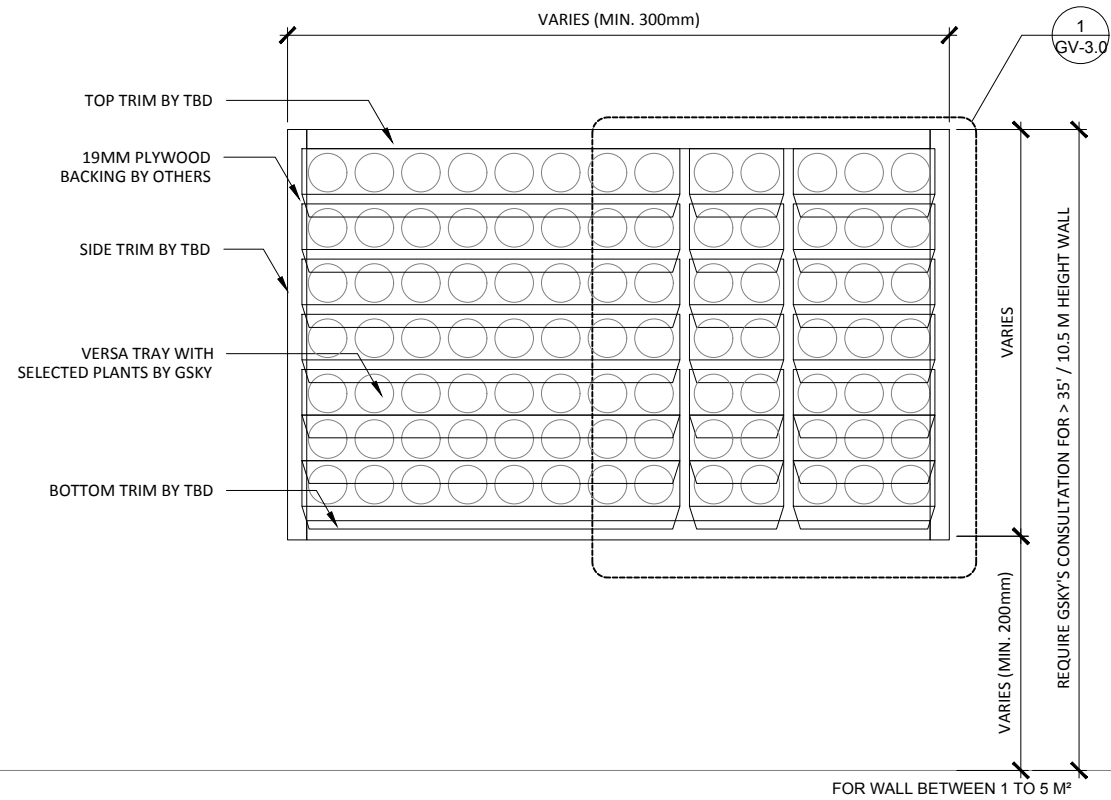 VARIES (MIN. 300mm)
1
GV-3.0
TOP TRIM BY TBD
19MM PLYWOOD
BACKING BY OTHERS
SIDE TRIM BY TBD
VERSA TRAY WITH
SELECTED PLANTS BY GSKY
BOTTOM TRIM BY TBD
VARIES
VARIES (MIN. 200mm)
REQUIRE GSKY'S CONSULTATION FOR > 35' / 10.5 M HEIGHT WALL
FOR WALL BETWEEN 1 TO 5 M²